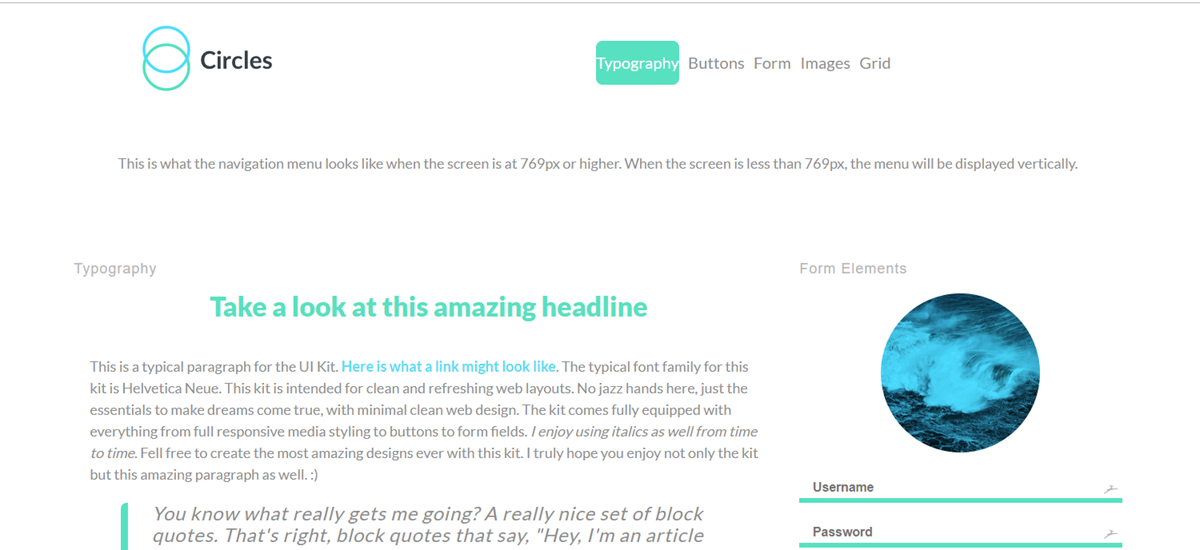 Circles
Typography Buttons Form Images Grid
This is what the navigation menu looks like when the screen is at 769px or higher. When the screen is less than 769px, the menu will be displayed vertically.
Typography
Take a look at this amazing headline
This is a typical paragraph for the UI Kit. Here is what a link might look like. The typical font family for this
kit is Helvetica Neue. This kit is intended for clean and refreshing web layouts. No jazz hands here, just the
essentials to make dreams come true, with minimal clean web design. The kit comes fully equipped with
everything from full responsive media styling to buttons to form fields. I enjoy using italics as well from time
to time. Fell free to create the most amazing designs ever with this kit. I truly hope you enjoy not only the kit
but this amazing paragraph as well. :)
You know what really gets me going? A really nice set of block
quotes. That's right, block quotes that say, "Hey, I'm an article
Form Elements
Username
Password